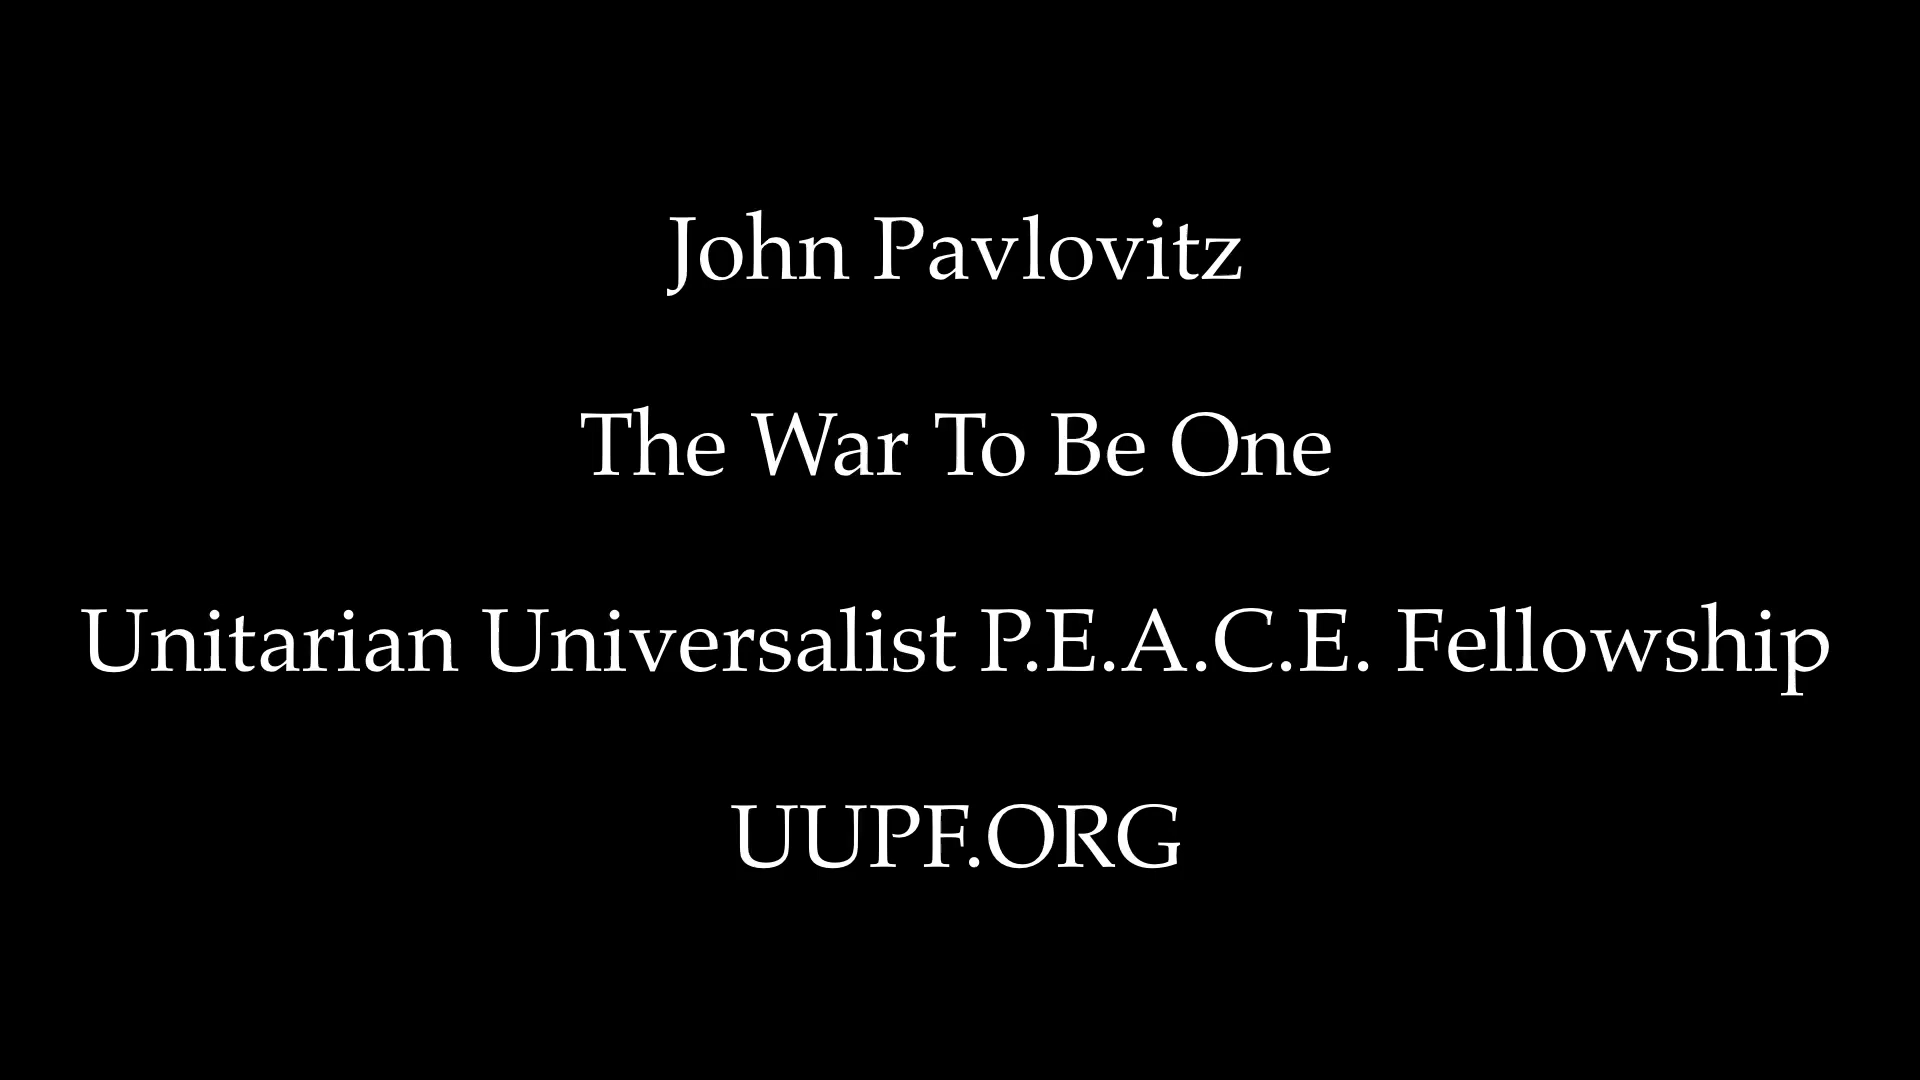 John Pavlovitz
The War To Be One
Unitarian Universalist P.E.A.C.E. Fellowship
UUPF.ORG